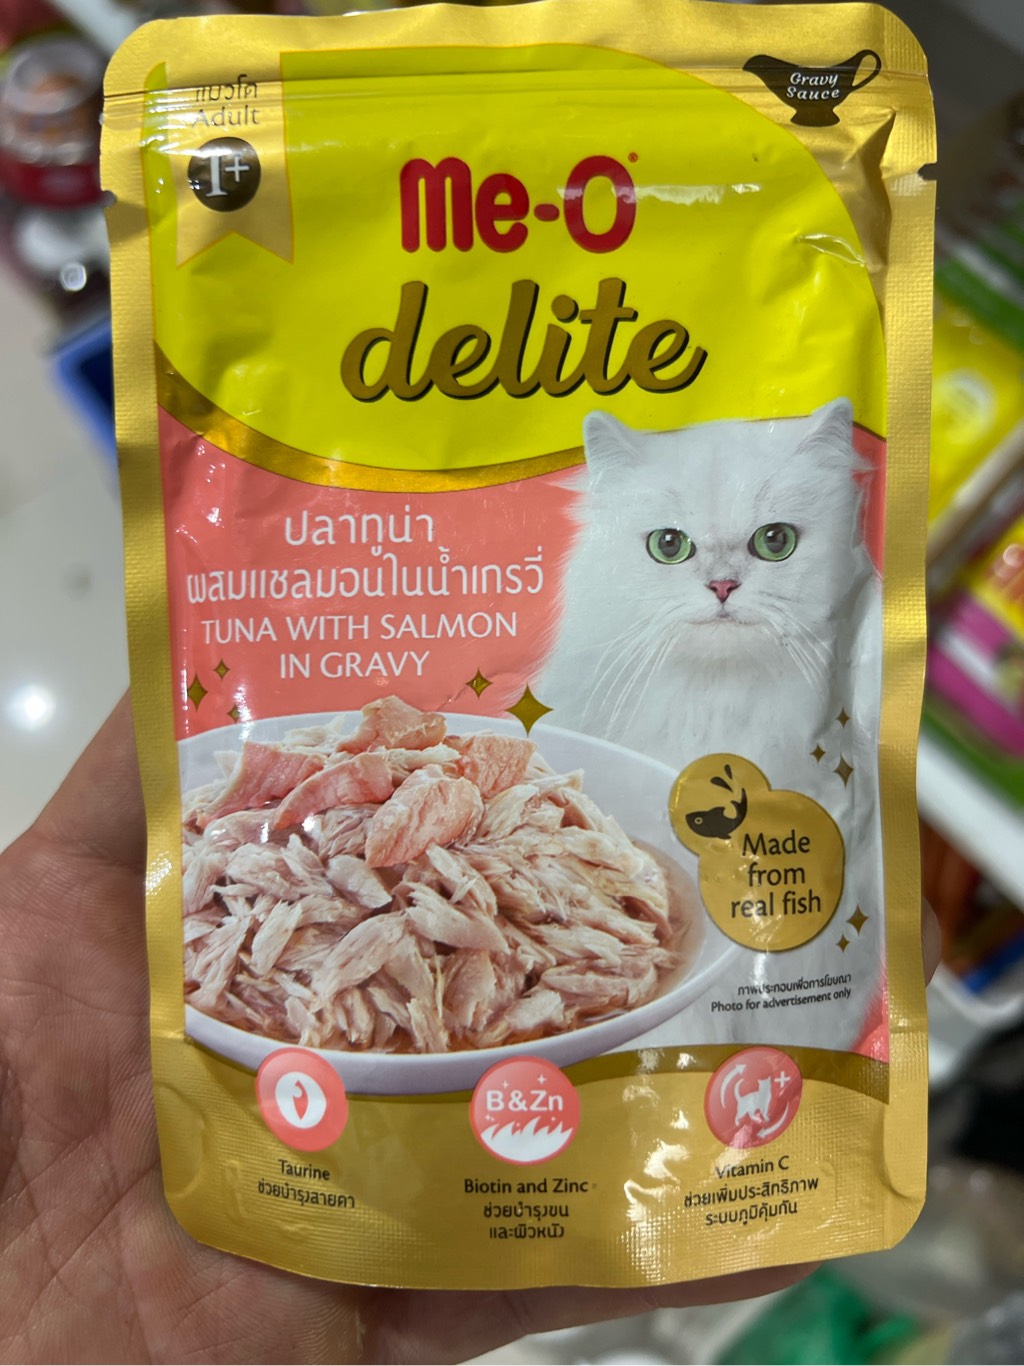 แมวโต
Adult
1+
Gravy
Sauce
Me-O®
delite
ปลาทูน่า
ผสมแซลมอนในน้ำเกรวี่
TUNA WITH SALMON
IN GRAVY
Made
from
real fish
ภาพประกอบเพื่อการโฆษณา
Photo for advertisement only
B&Zn
Taurine
ช่วยบำรุงสายตา
Biotin and Zinc
ช่วยบำรุงขน
และผิวหนัง
Vitamin C
ช่วยเพิ่มประสิทธิภาพ
ระบบภูมิคุ้มกัน